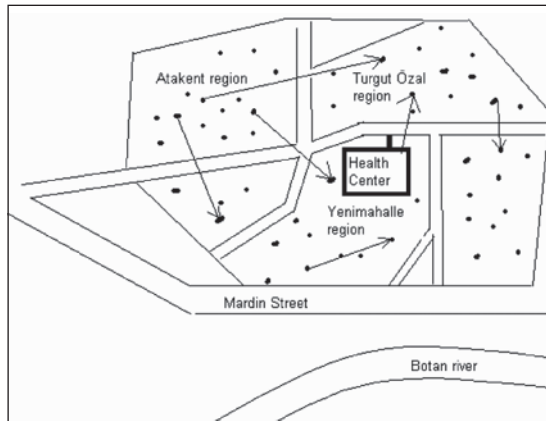 Atakent region
Turgut Özal
region
Health
Center
Yenimahalle
region
Mardin Street
Botan river